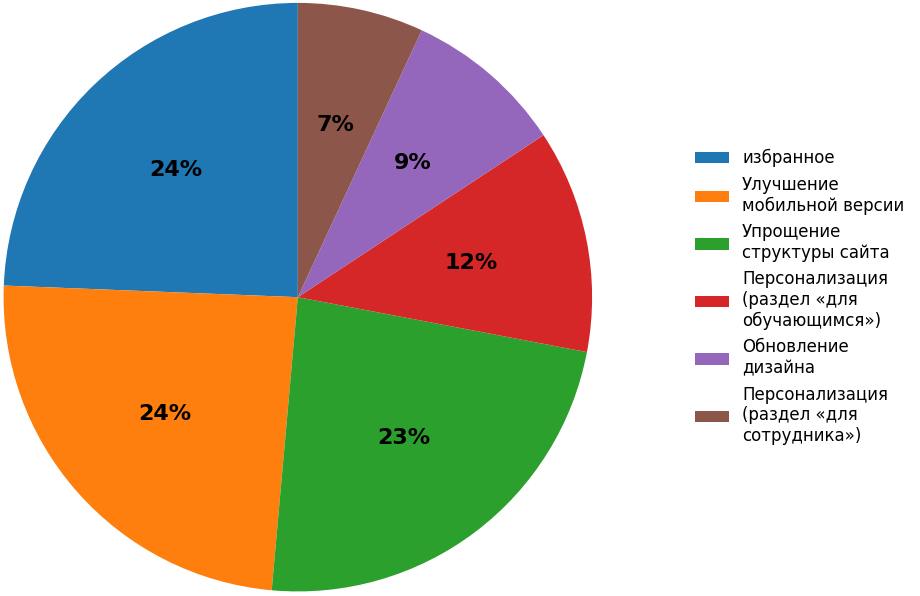 7%
9%
24%
12%
24%
23%
избранное
Улучшение
мобильной версии
Упрощение
структуры сайта
Персонализация
(раздел «для
обучающимся»)
Обновление
дизайна
Персонализация
(раздел «для
сотрудника»)